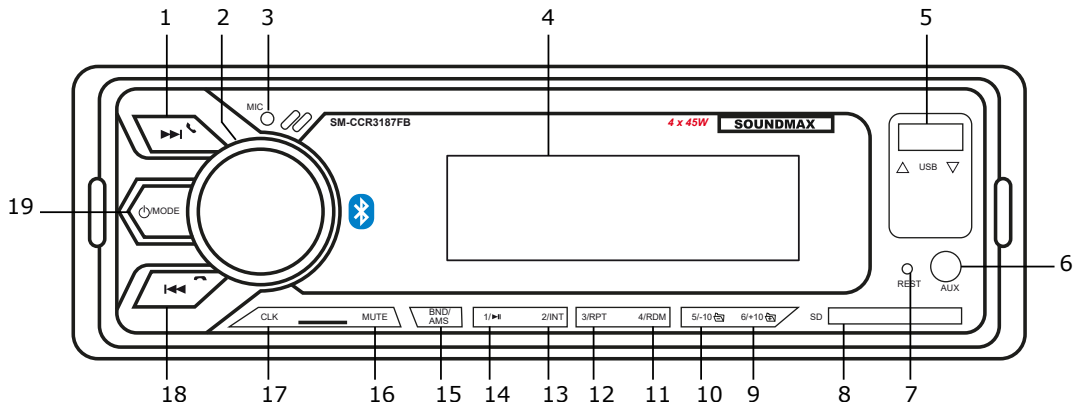 1 2 3 4 5
MIC
SM-CCR3187FB 4 x 45W SOUNDMAX
USB
19 /MODE
6
REST AUX
CLK MUTE BND/AMS 1/ 2/INT 3/RPT 4/RDM 5/-10 6/+10 SD
18 17 16 15 14 13 12 11 10 9 8 7